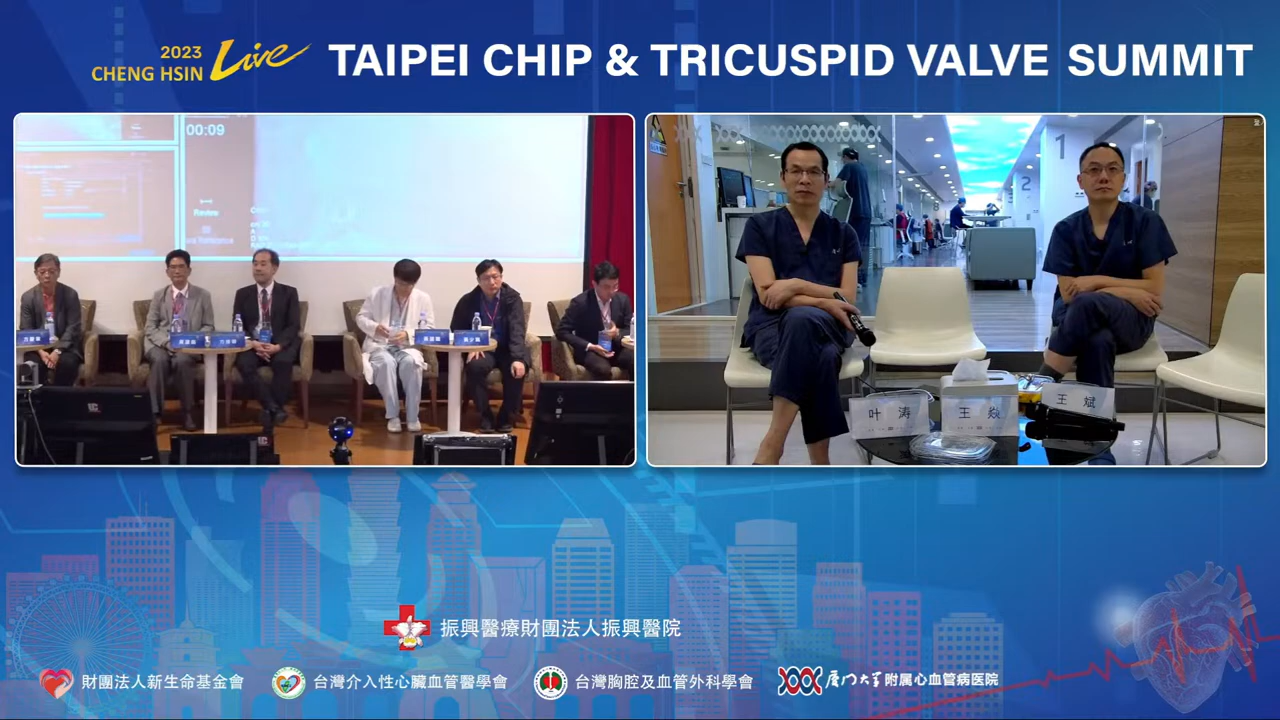 2023
CHENG HSIN Live
TAIPEI CHIP & TRICUSPID VALVE SUMMIT
00:09
Review
1
2
叶 涛
王 焱
王 斌
振興醫療財團法人振興醫院
財團法人新生命基金會
台灣介入性心臟血管醫學會
台灣胸腔及血管外科學會
厦门大学附属心血管病医院